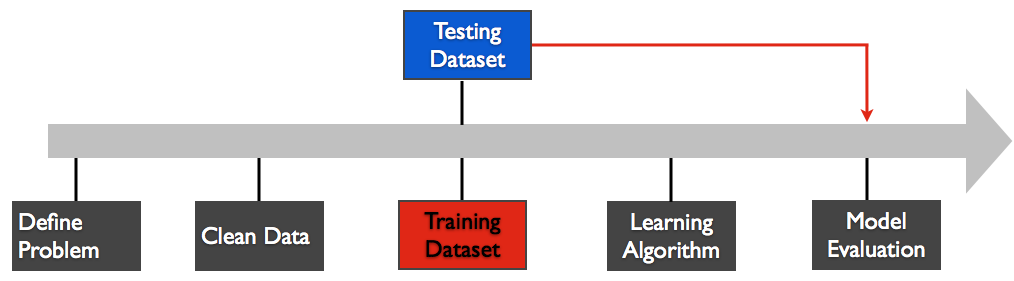 Testing
Dataset
Define
Problem
Clean Data
Training
Dataset
Learning
Algorithm
Model
Evaluation